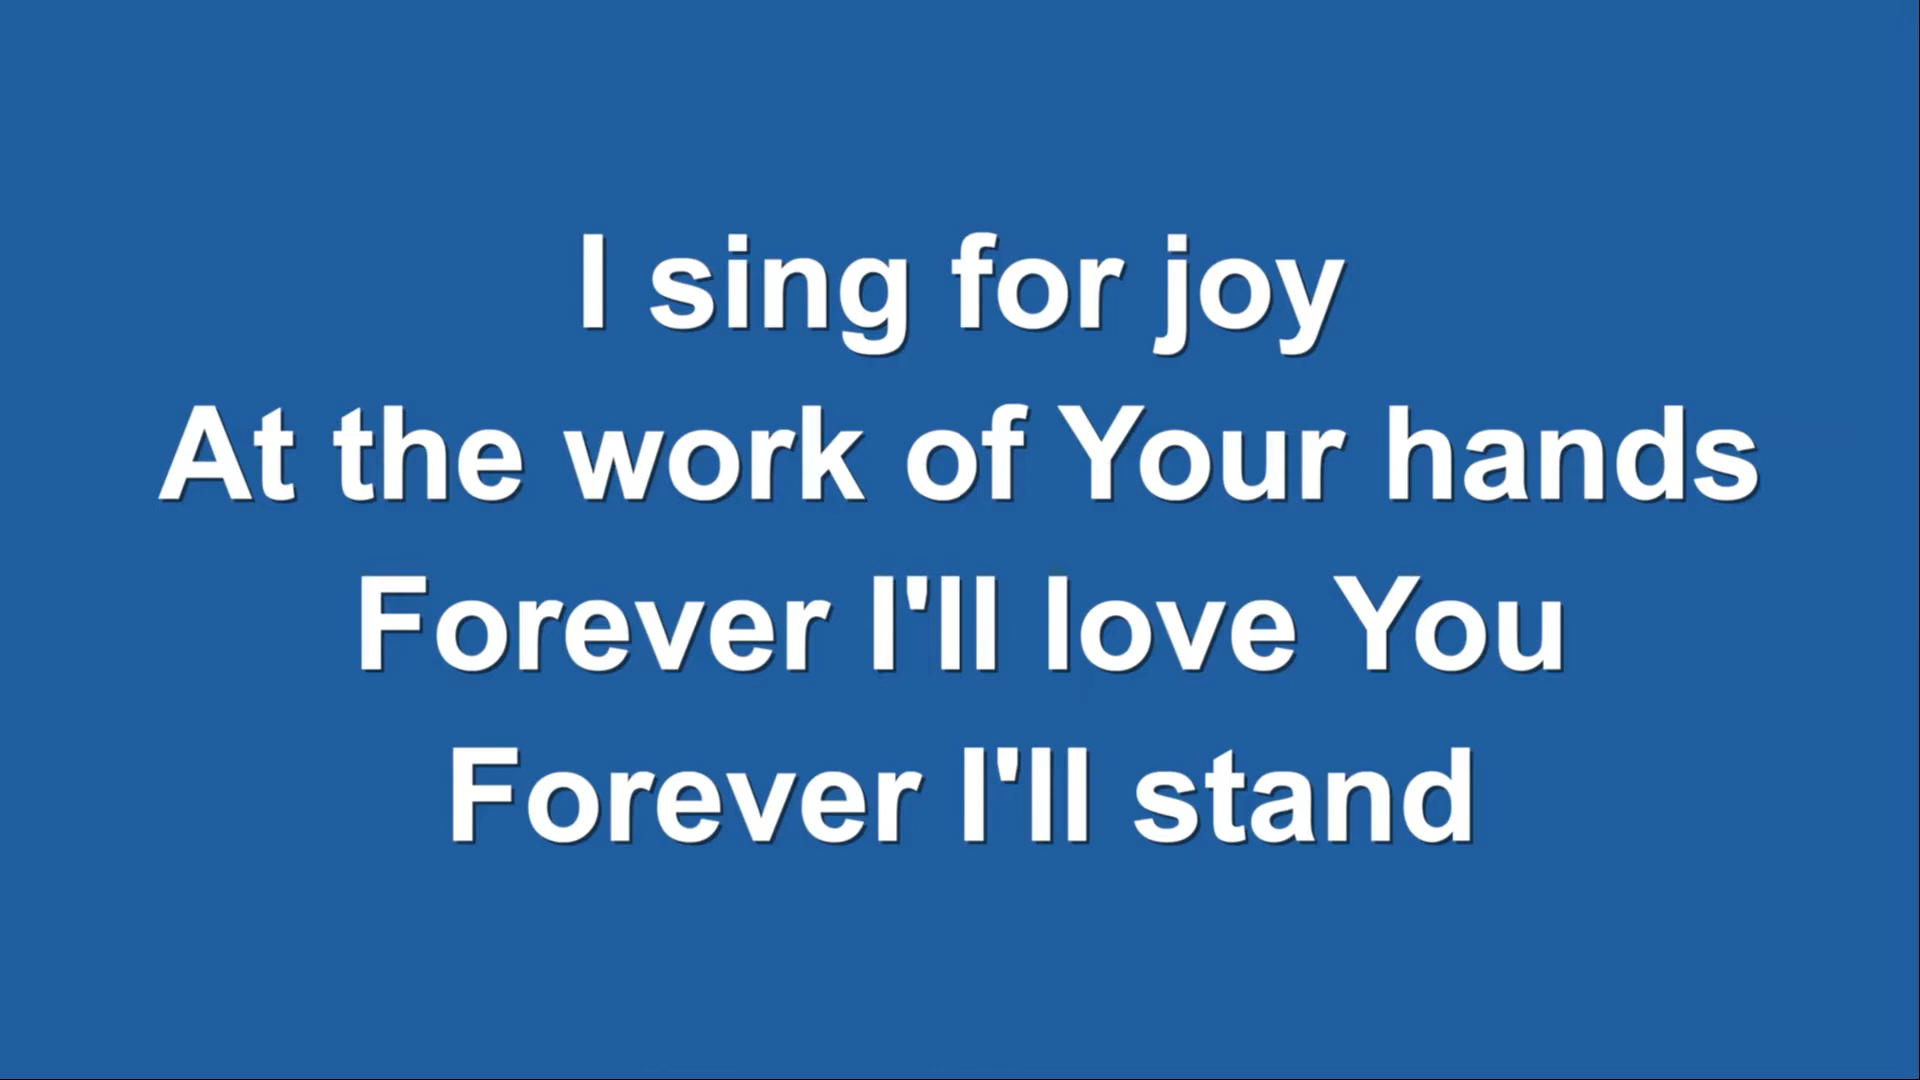 I sing for joy
At the work of Your hands
Forever I'll love You
Forever I'll stand